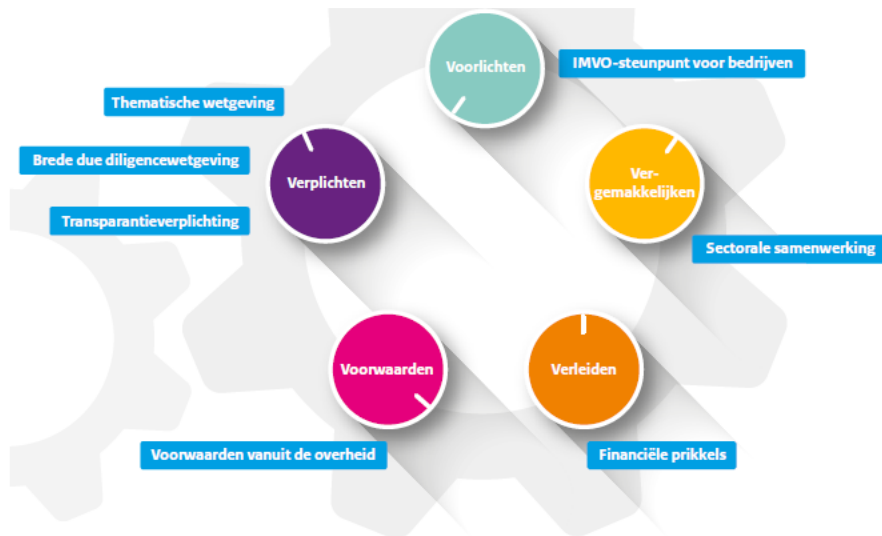 Voorlichten
IMVO-steunpunt voor bedrijven
Thematische wetgeving
Brede due diligencewetgeving
Verplichten
Ver-
gemakkelijken
Transparantieverplichting
Sectorale samenwerking
Voorwaarden
Verleiden
Voorwaarden vanuit de overheid
Financiële prikkels